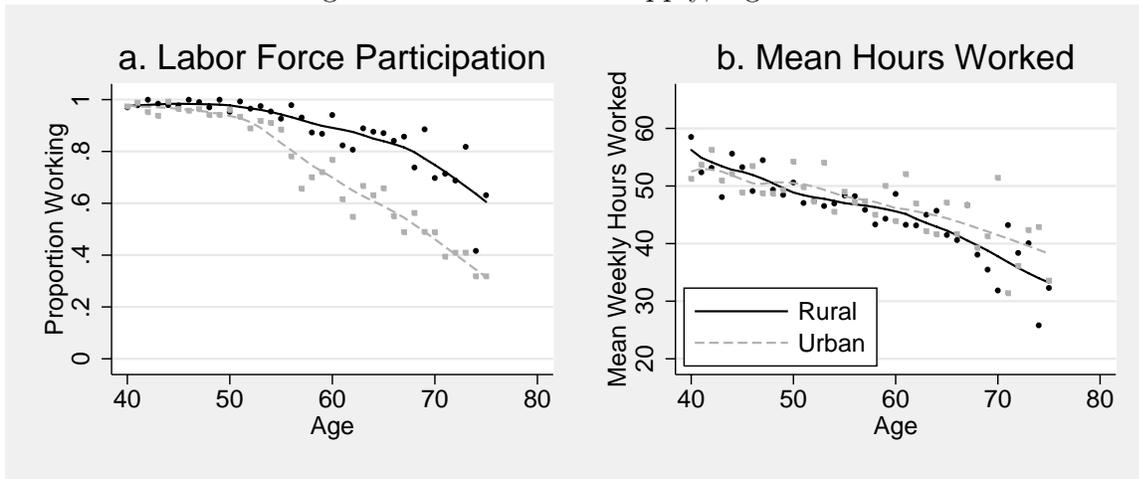 a. Labor Force Participation
Proportion Working
1
.8
.6
.4
.2
0
40 50 60 70 80
Age
b. Mean Hours Worked
Mean Weekly Hours Worked
60
50
40
30
20
Rural
Urban
40 50 60 70 80
Age